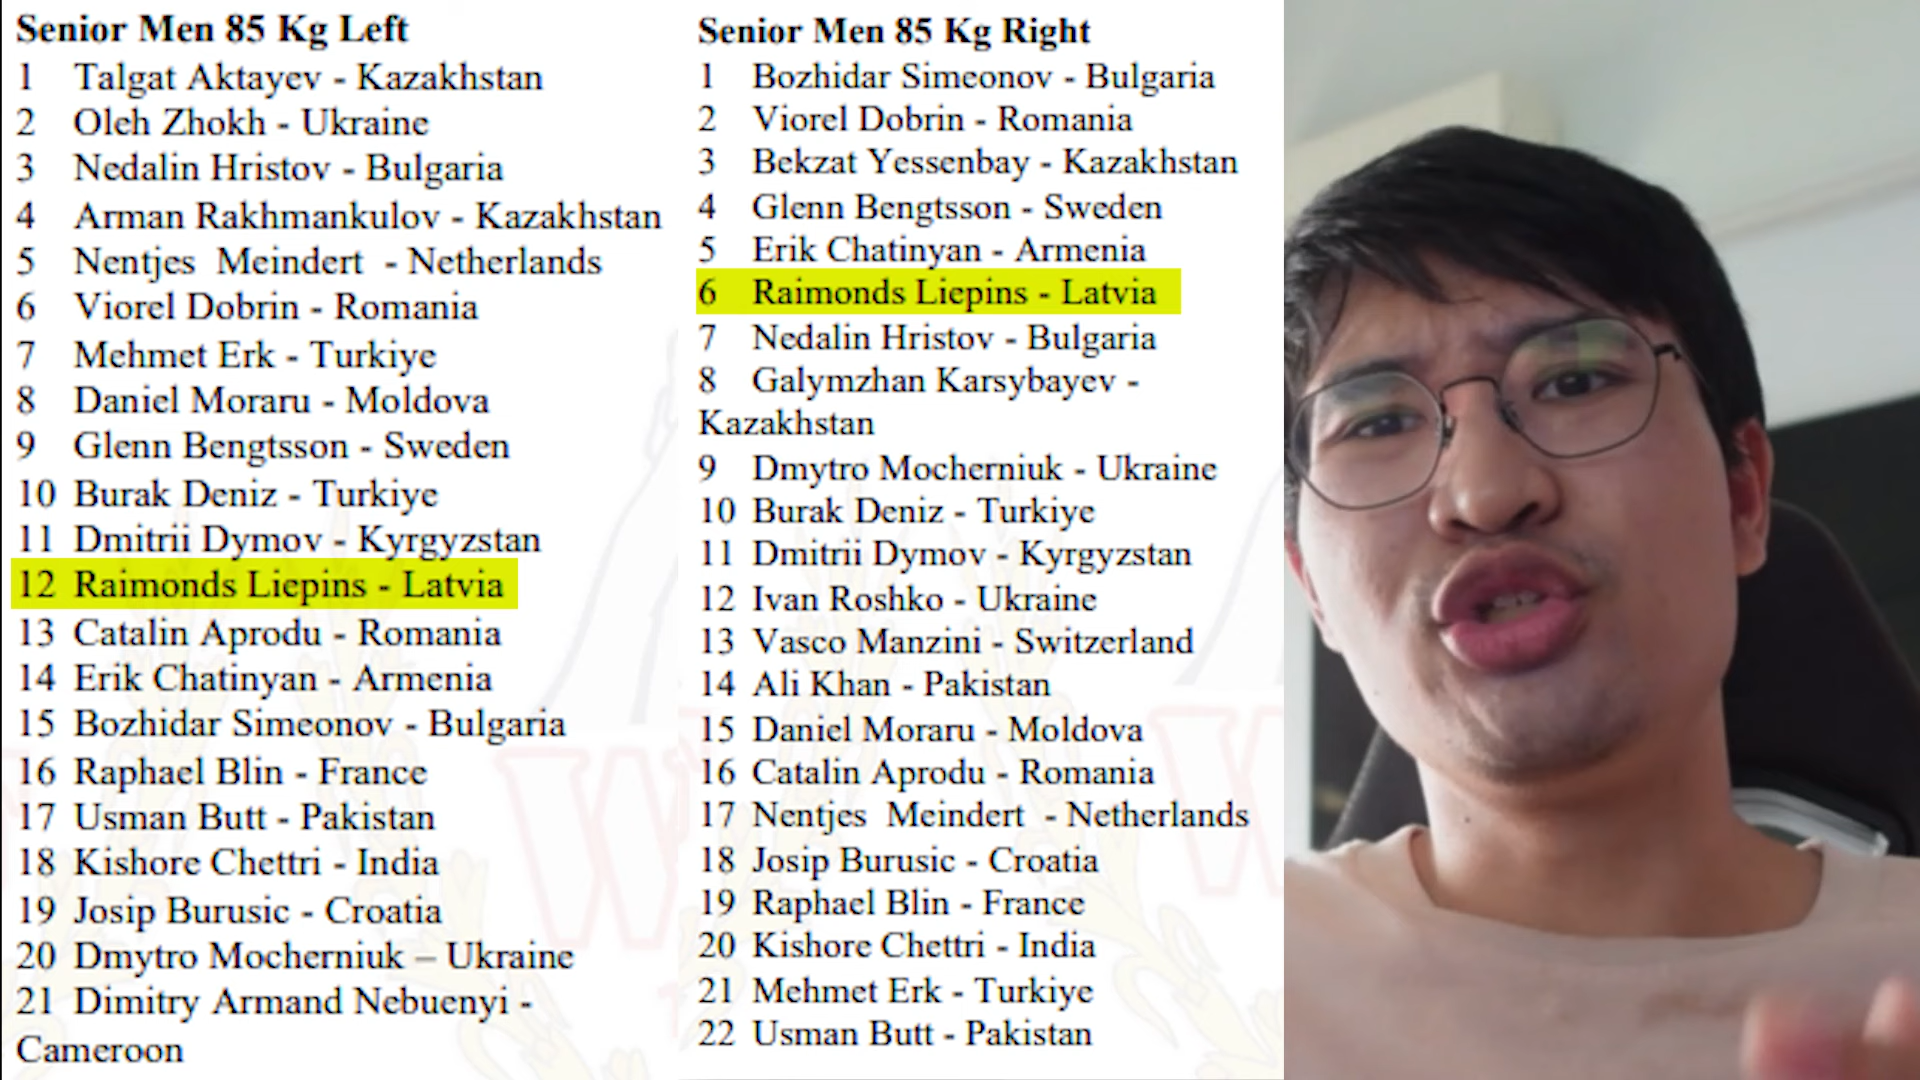 Senior Men 85 Kg Left
1 Talgat Aktayev - Kazakhstan
2 Oleh Zhokh - Ukraine
3 Nedalin Hristov - Bulgaria
4 Arman Rakhmankulov - Kazakhstan
5 Nentjes Meindert - Netherlands
6 Viorel Dobrin - Romania
7 Mehmet Erk - Turkiye
8 Daniel Moraru - Moldova
9 Glenn Bengtsson - Sweden
10 Burak Deniz - Turkiye
11 Dmitrii Dymov - Kyrgyzstan
12 Raimonds Liepins - Latvia
13 Catalin Aprodu - Romania
14 Erik Chatinyan - Armenia
15 Bozhidar Simeonov - Bulgaria
16 Raphael Blin - France
17 Usman Butt - Pakistan
18 Kishore Chettri - India
19 Josip Burusic - Croatia
20 Dmytro Mocherniuk – Ukraine
21 Dimitry Armand Nebuenyi -
Cameroon
Senior Men 85 Kg Right
1 Bozhidar Simeonov - Bulgaria
2 Viorel Dobrin - Romania
3 Bekzat Yessenbay - Kazakhstan
4 Glenn Bengtsson - Sweden
5 Erik Chatinyan - Armenia
6 Raimonds Liepins - Latvia
7 Nedalin Hristov - Bulgaria
8 Galymzhan Karsybayev -
Kazakhstan
9 Dmytro Mocherniuk - Ukraine
10 Burak Deniz - Turkiye
11 Dmitrii Dymov - Kyrgyzstan
12 Ivan Roshko - Ukraine
13 Vasco Manzini - Switzerland
14 Ali Khan - Pakistan
15 Daniel Moraru - Moldova
16 Catalin Aprodu - Romania
17 Nentjes Meindert - Netherlands
18 Josip Burusic - Croatia
19 Raphael Blin - France
20 Kishore Chettri - India
21 Mehmet Erk - Turkiye
22 Usman Butt - Pakistan